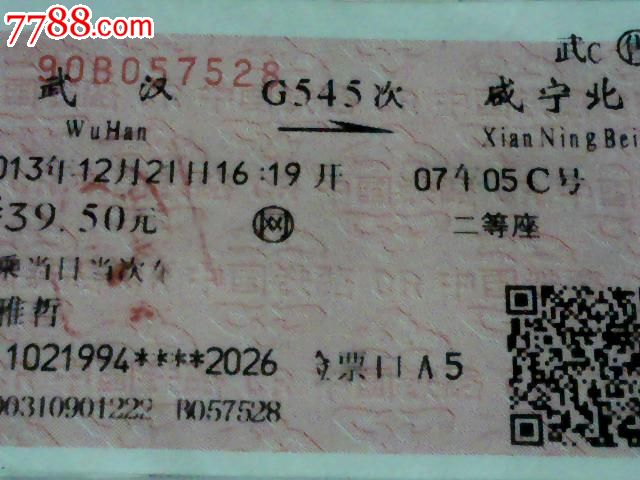 7788.com
武C
90B057528
武汉 G545次 咸宁北
WuHan XianNingBei
013年12月21日16:19开 07车05C号
39.50元 网 二等座
乘当日当次车
雅哲
1021994****2026 检票口A5
00310901222 B057528